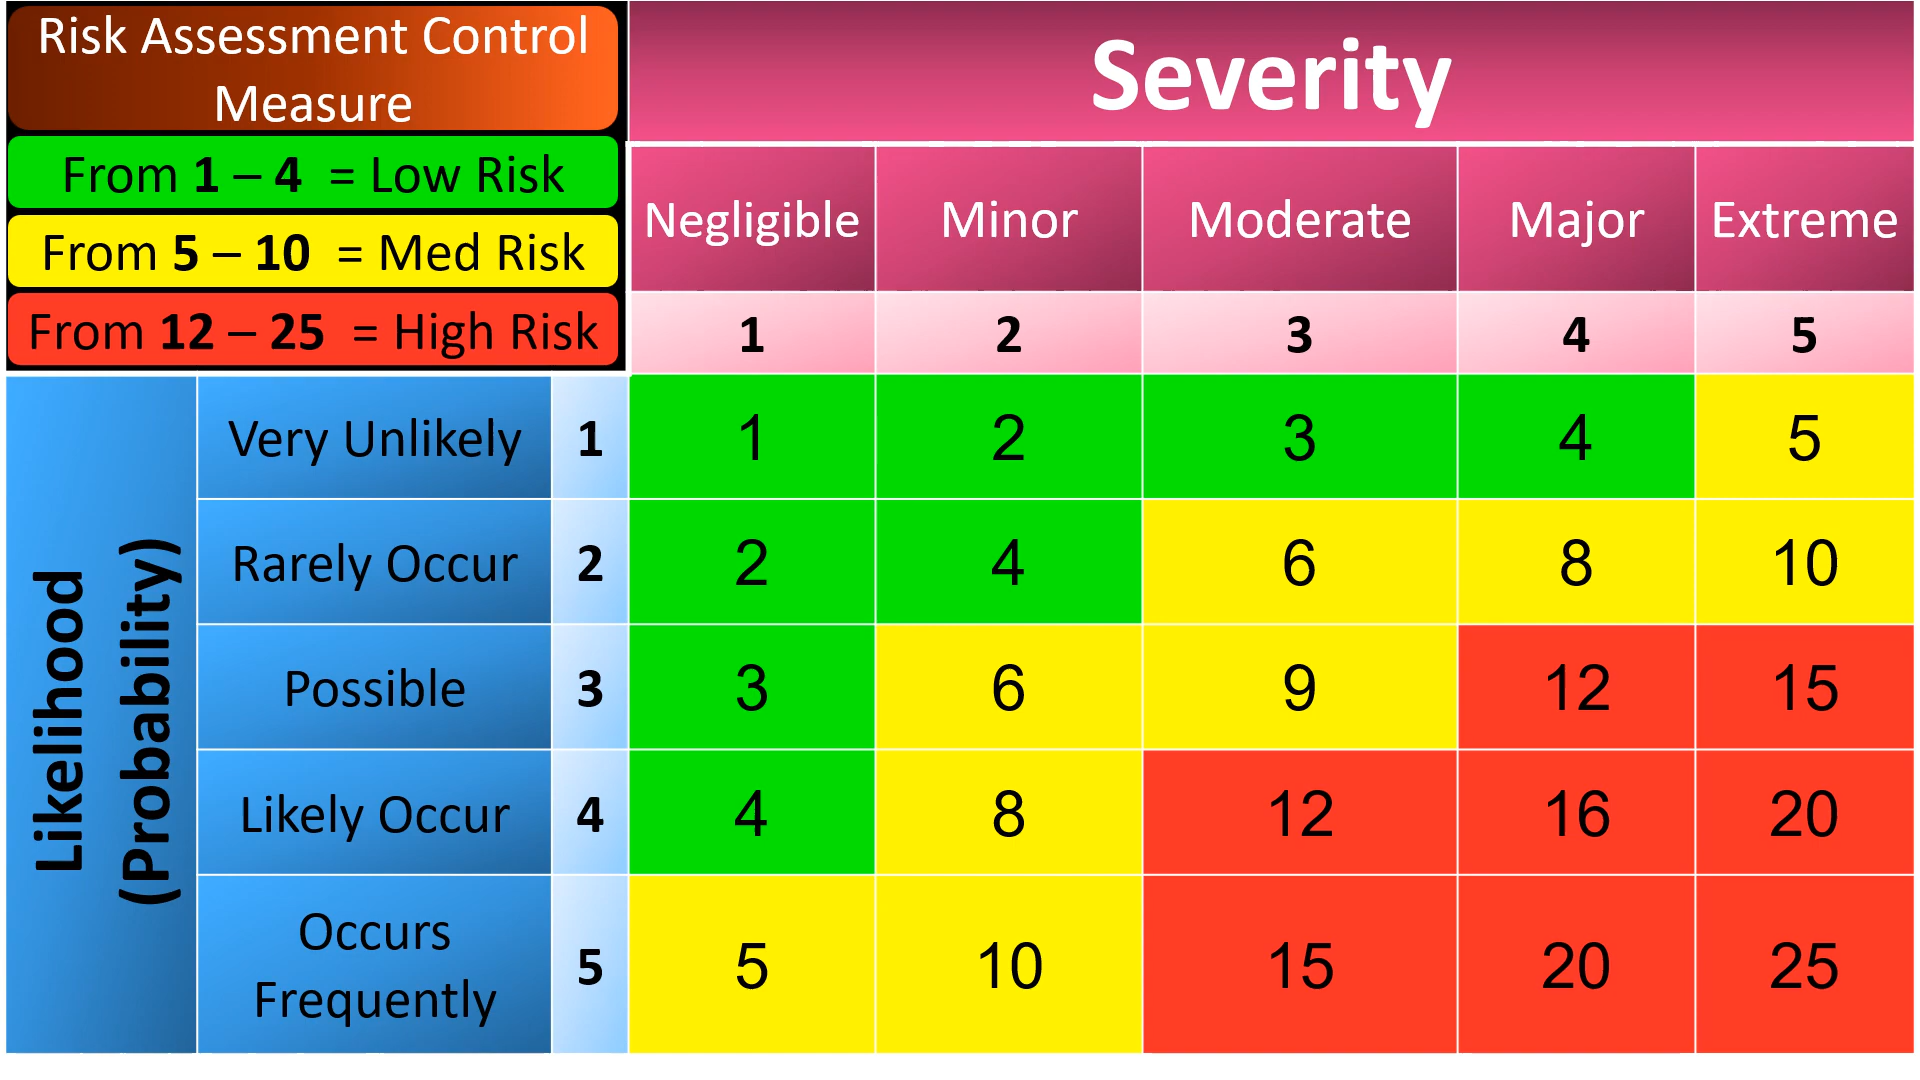 Risk Assessment Control
Measure
From 1 – 4 = Low Risk
From 5 – 10 = Med Risk
From 12 – 25 = High Risk
Severity
Negligible Minor Moderate Major Extreme
1 2 3 4 5
Likelihood
(Probability)
Very Unlikely 1 1 2 3 4 5
Rarely Occur 2 2 4 6 8 10
Possible 3 3 6 9 12 15
Likely Occur 4 4 8 12 16 20
Occurs
Frequently 5 5 10 15 20 25